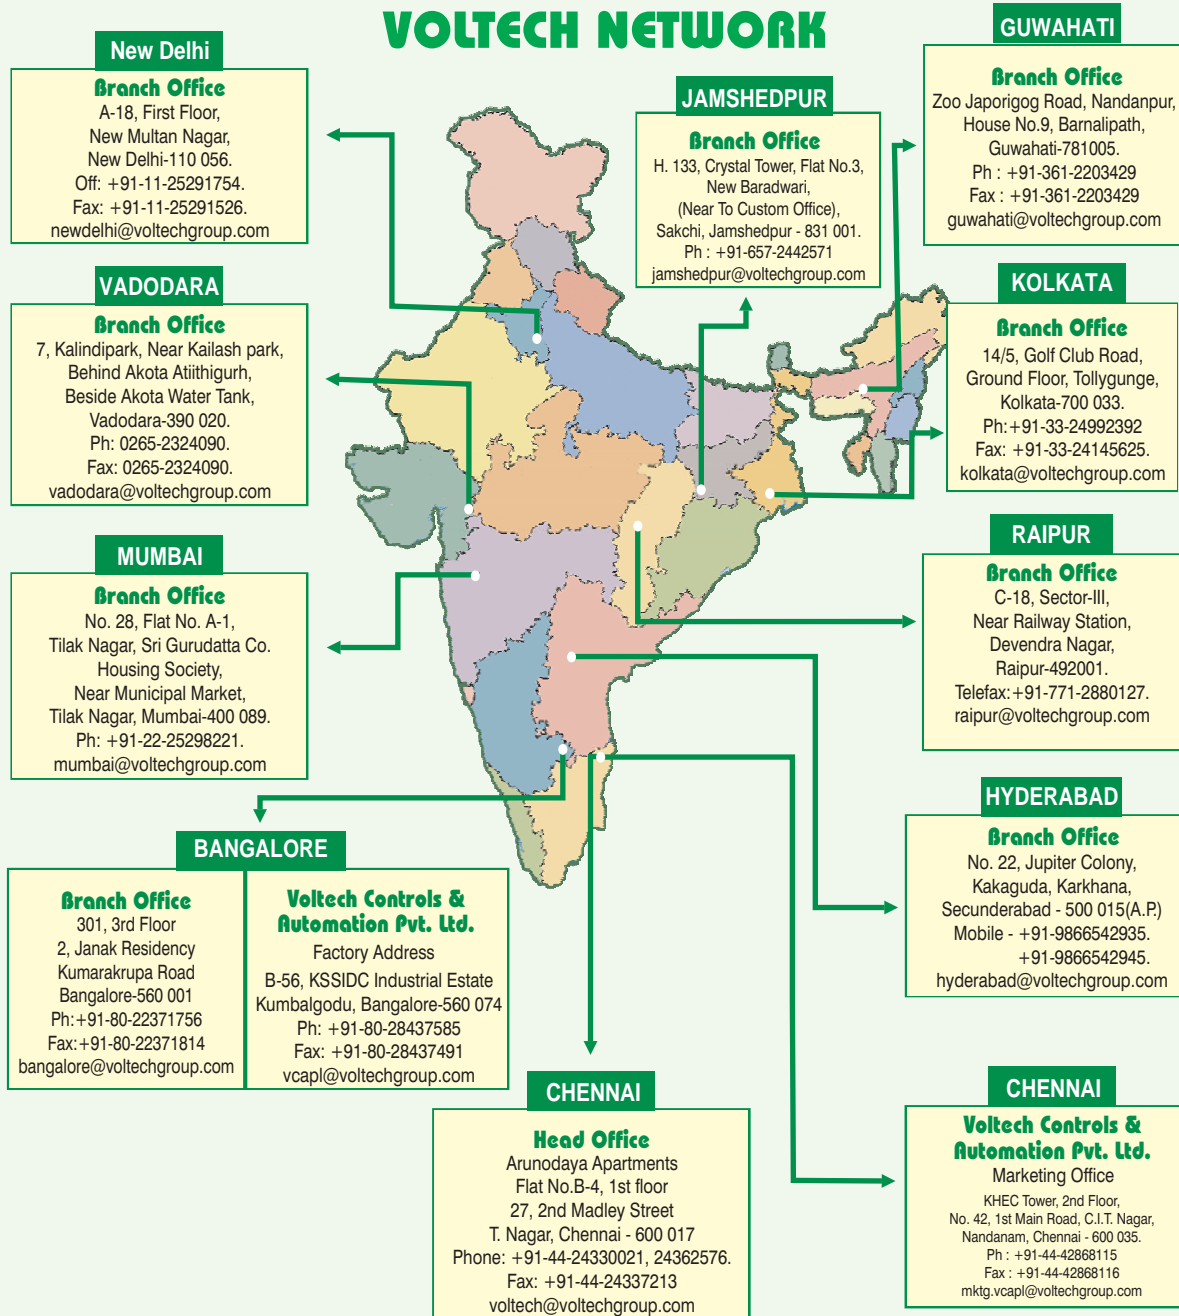 VOLTECH NETWORK
New Delhi
Branch Office
A-18, First Floor,
New Multan Nagar,
New Delhi-110 056.
Off: +91-11-25291754.
Fax: +91-11-25291526.
newdelhi@voltechgroup.com
VADODARA
Branch Office
7, Kalindipark, Near Kailash park,
Behind Akota Atiithigurh,
Beside Akota Water Tank,
Vadodara-390 020.
Ph: 0265-2324090.
Fax: 0265-2324090.
vadodara@voltechgroup.com
MUMBAI
Branch Office
No. 28, Flat No. A-1,
Tilak Nagar, Sri Gurudatta Co.
Housing Society,
Near Municipal Market,
Tilak Nagar, Mumbai-400 089.
Ph: +91-22-25298221.
mumbai@voltechgroup.com
BANGALORE
Branch Office
301, 3rd Floor
2, Janak Residency
Kumarakrupa Road
Bangalore-560 001
Ph:+91-80-22371756
Fax:+91-80-22371814
bangalore@voltechgroup.com
Voltech Controls &
Automation Pvt. Ltd.
Factory Address
B-56, KSSIDC Industrial Estate
Kumbalgodu, Bangalore-560 074
Ph: +91-80-28437585
Fax: +91-80-28437491
vcapl@voltechgroup.com
JAMSHEDPUR
Branch Office
H. 133, Crystal Tower, Flat No.3,
New Baradwari,
(Near To Custom Office),
Sakchi, Jamshedpur - 831 001.
Ph : +91-657-2442571
jamshedpur@voltechgroup.com
GUWAHATI
Branch Office
Zoo Japorigog Road, Nandanpur,
House No.9, Barnalipath,
Guwahati-781005.
Ph : +91-361-2203429
Fax : +91-361-2203429
guwahati@voltechgroup.com
KOLKATA
Branch Office
14/5, Golf Club Road,
Ground Floor, Tollygunge,
Kolkata-700 033.
Ph:+91-33-24992392
Fax: +91-33-24145625.
kolkata@voltechgroup.com
RAIPUR
Branch Office
C-18, Sector-III,
Near Railway Station,
Devendra Nagar,
Raipur-492001.
Telefax:+91-771-2880127.
raipur@voltechgroup.com
HYDERABAD
Branch Office
No. 22, Jupiter Colony,
Kakaguda, Karkhana,
Secunderabad - 500 015(A.P.)
Mobile - +91-9866542935.
+91-9866542945.
hyderabad@voltechgroup.com
CHENNAI
Head Office
Arunodaya Apartments
Flat No.B-4, 1st floor
27, 2nd Madley Street
T. Nagar, Chennai - 600 017
Phone: +91-44-24330021, 24362576.
Fax: +91-44-24337213
voltech@voltechgroup.com
CHENNAI
Voltech Controls &
Automation Pvt. Ltd.
Marketing Office
KHEC Tower, 2nd Floor,
No. 42, 1st Main Road, C.I.T. Nagar,
Nandanam, Chennai - 600 035.
Ph : +91-44-42868115
Fax : +91-44-42868116
mktg.vcapl@voltechgroup.com